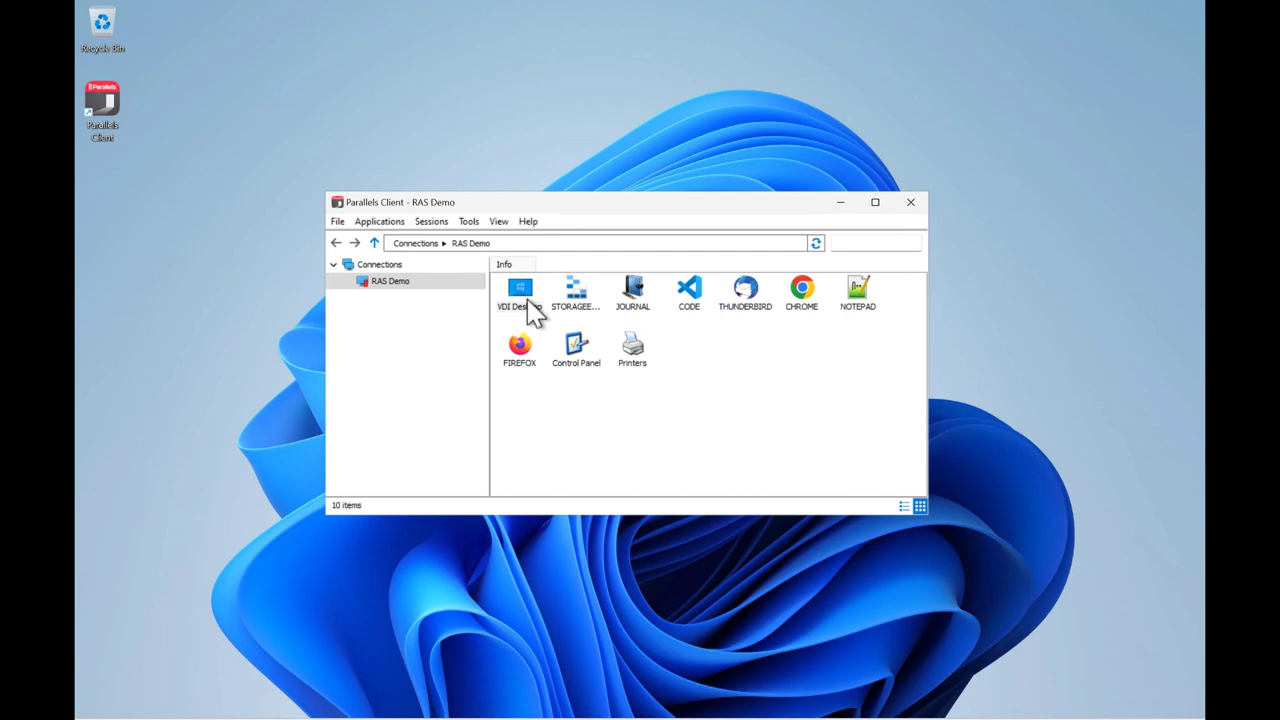 Recycle Bin
Parallels
Parallels
Client
Parallels Client - RAS Demo
File Applications Sessions Tools View Help
Connections RAS Demo
Connections
RAS Demo
Info
VDI
STORAGEE...
JOURNAL
CODE
THUNDERBIRD
CHROME
NOTEPAD
FIREFOX
Control Panel
Printers
10 items